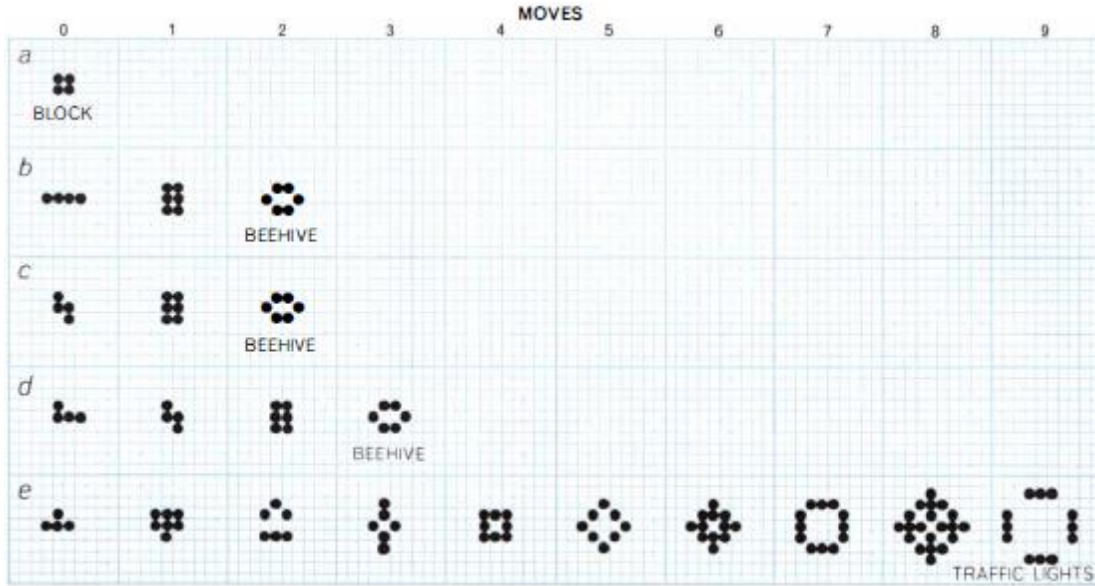 MOVES
0 1 2 3 4 5 6 7 8 9
a
BLOCK
b
BEEHIVE
c
BEEHIVE
d
BEEHIVE
e
TRAFFIC LIGHTS